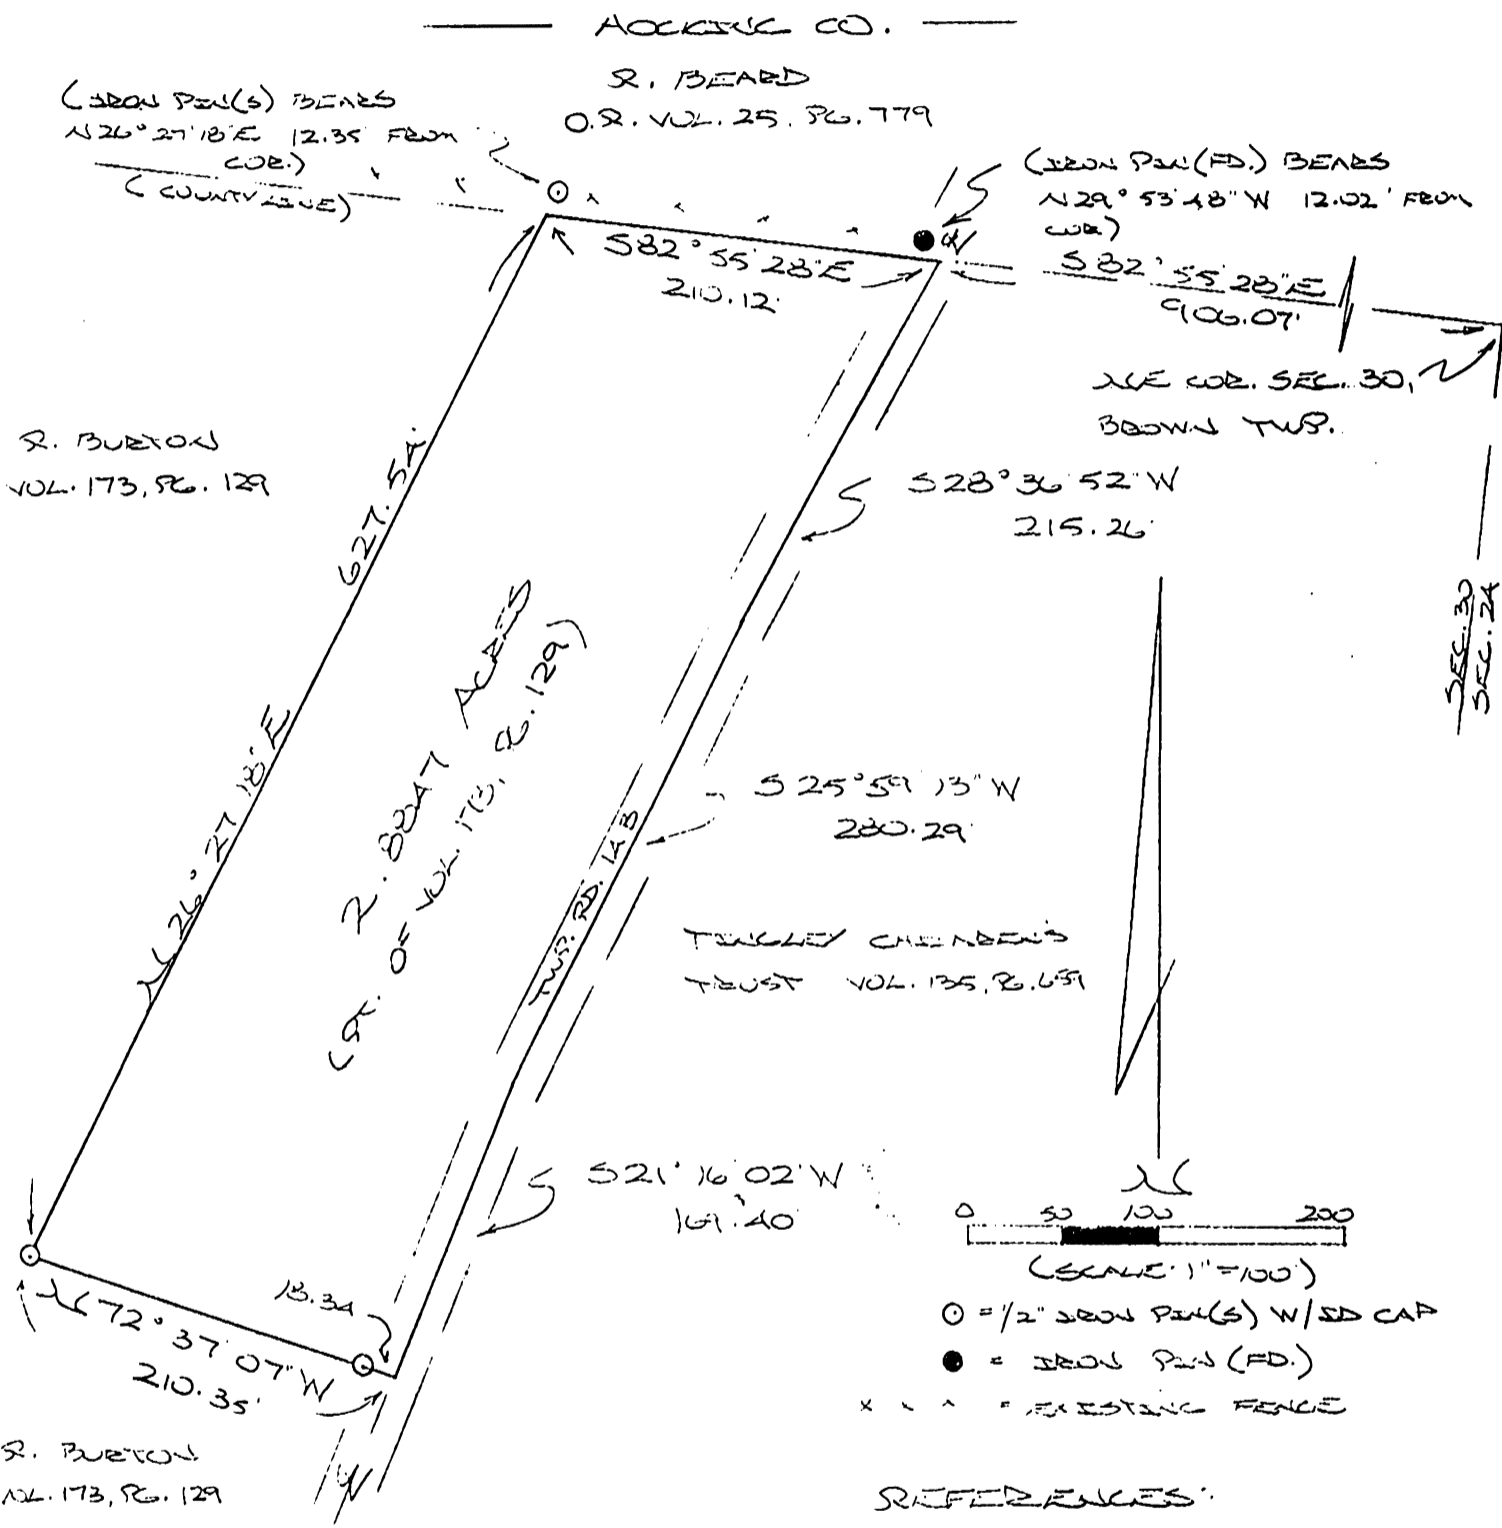 HOCKING CO.
R. BEARD
O.R. VOL. 25, PG. 779
(IRON PIN(S) BEARS
N26°27'18"E 12.35' FROM
COR.)
(COUNTY LINE)
(IRON PIN(FD.) BEARS
N29°53'48"W 12.02' FROM
COR.)
S82°55'28"E
210.12'
S82°55'28"E
906.07'
NE COR. SEC. 30,
BROWN TWP.
R. BURTON
VOL. 173, PG. 129
627.54'
N26°27'18"E
S28°36'52"W
215.26'
SEC. 30
SEC. 24
2.8047 ACRES
(PT. OF VOL. 173, PG. 129)
S25°59'13"W
280.29'
TWP. RD. 14B
TINGLEY CHILDREN'S
TRUST VOL. 135, PG. 659
S21°16'02"W
169.40'
N
0 50 100 200
(SCALE: 1"=100')
18.34
N72°37'07"W
210.35'
= 1/2" IRON PIN(S) W/ID CAP
= IRON PIN (FD.)
x x x = EXISTING FENCE
R. BURTON
VOL. 173, PG. 129
REFERENCES: